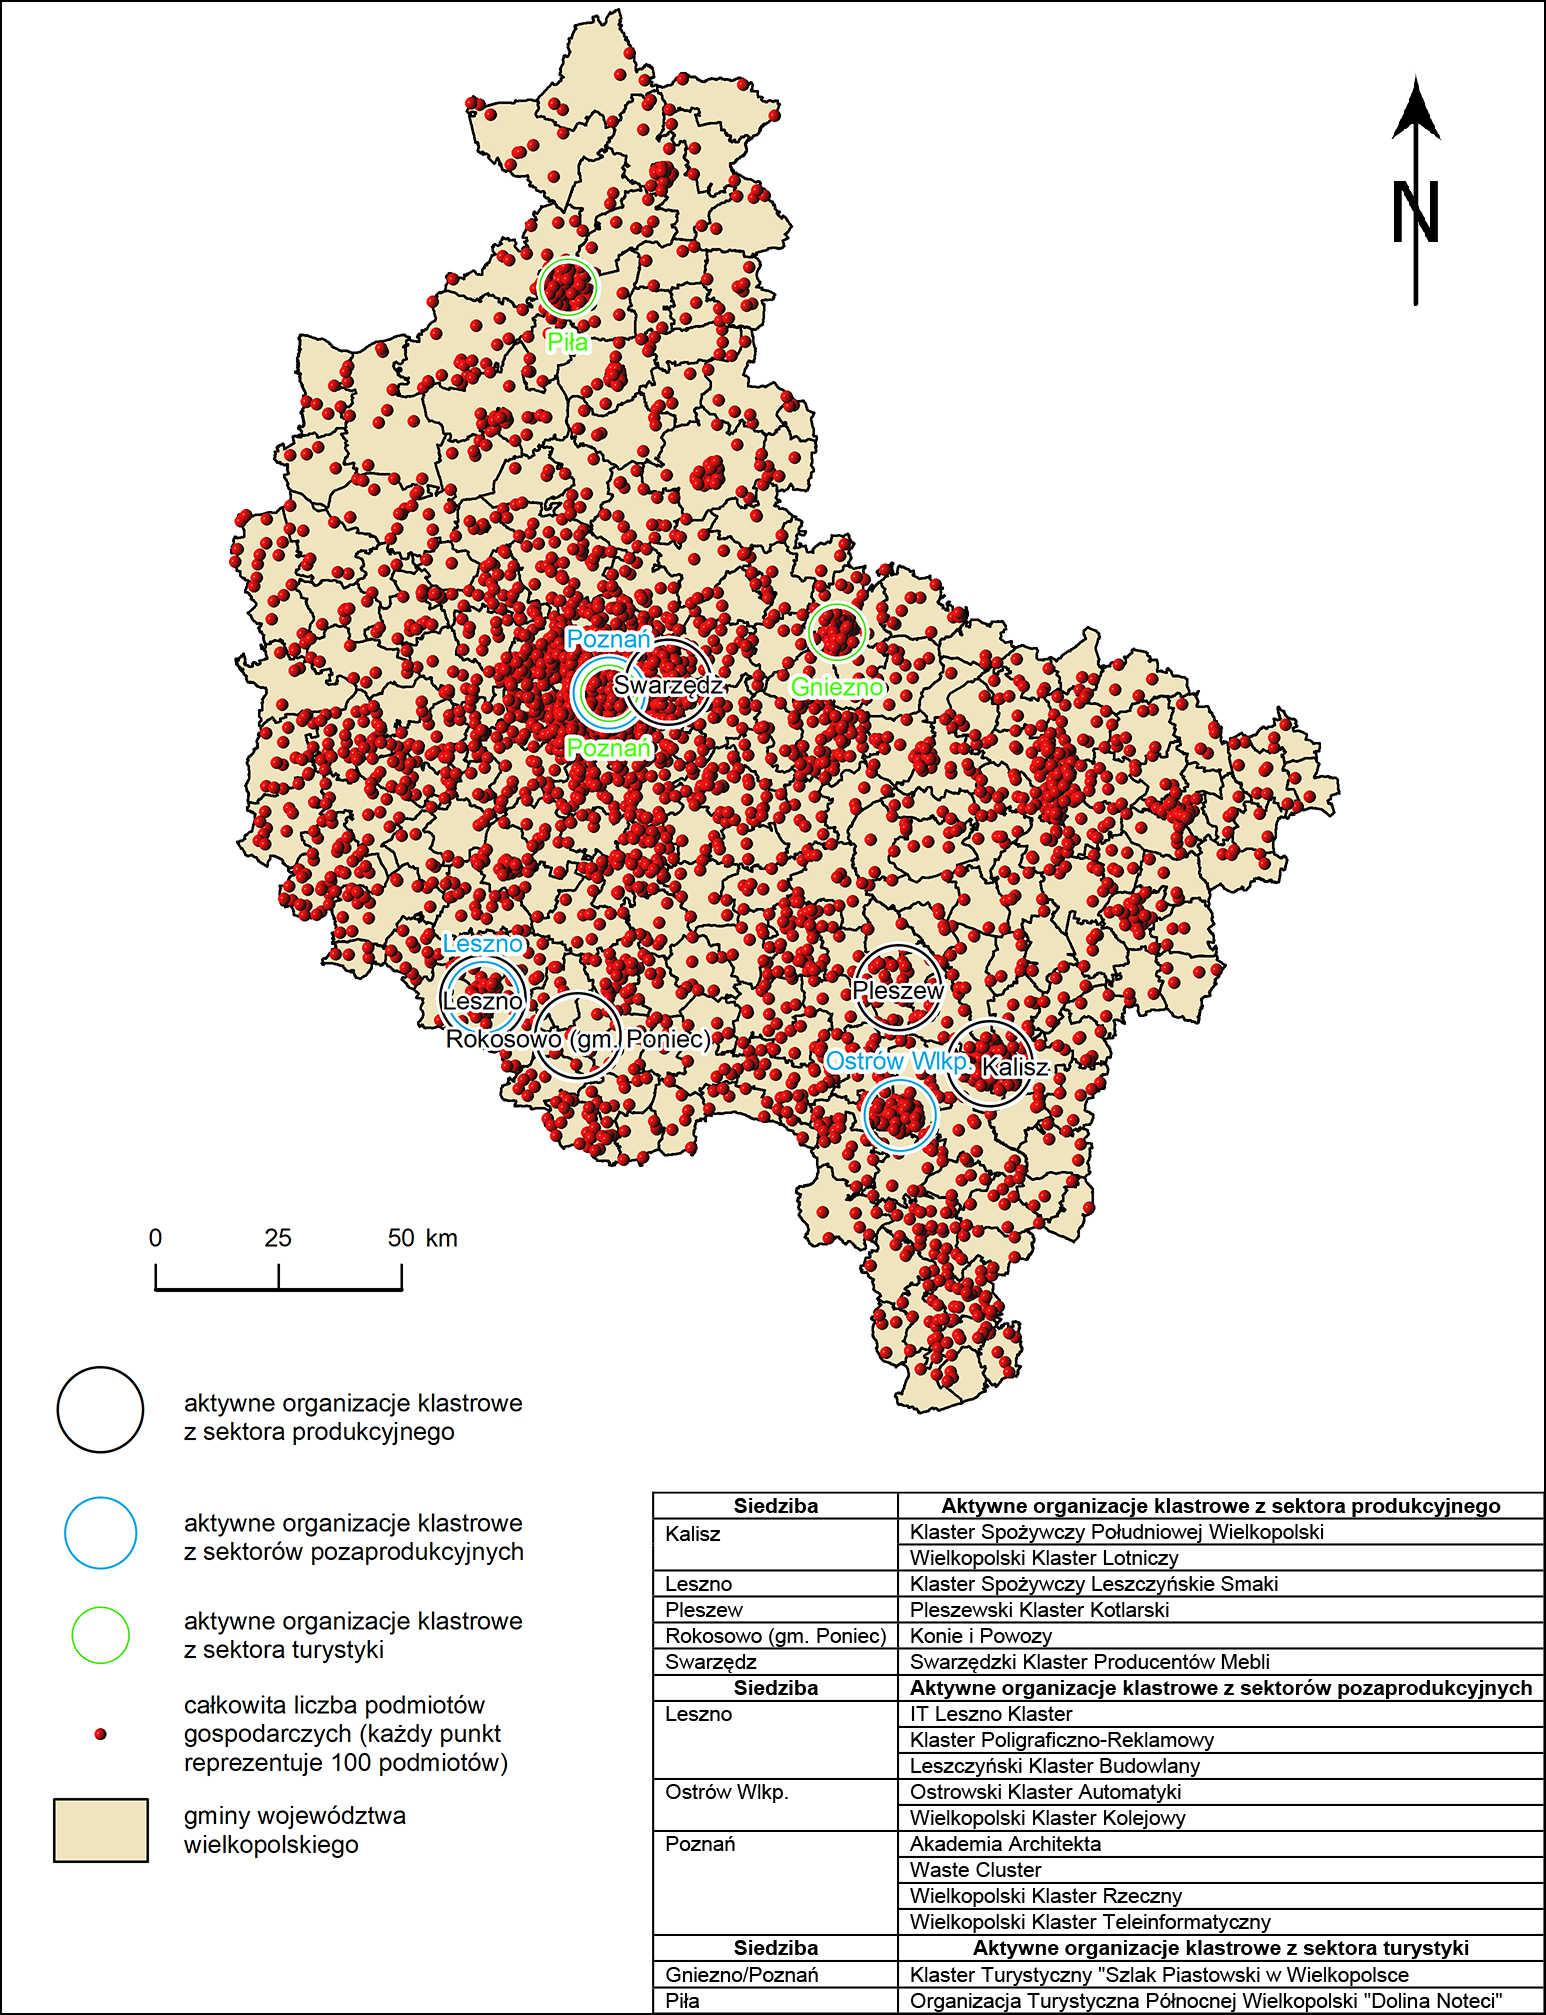 N
Piła
Poznań
Swarzędz
Gniezno
Poznań
Leszno
Leszno
Pleszew
Rokosowo (gm. Poniec)
Ostrów Wlkp.
Kalisz
0 25 50 km
aktywne organizacje klastrowe
z sektora produkcyjnego
aktywne organizacje klastrowe
z sektorów pozaprodukcyjnych
aktywne organizacje klastrowe
z sektora turystyki
całkowita liczba podmiotów
gospodarczych (każdy punkt
reprezentuje 100 podmiotów)
gminy województwa
wielkopolskiego
Siedziba Aktywne organizacje klastrowe z sektora produkcyjnego
Kalisz Klaster Spożywczy Południowej Wielkopolski
Wielkopolski Klaster Lotniczy
Leszno Klaster Spożywczy Leszczyńskie Smaki
Pleszew Pleszewski Klaster Kotlarski
Rokosowo (gm. Poniec) Konie i Powozy
Swarzędz Swarzędzki Klaster Producentów Mebli
Siedziba Aktywne organizacje klastrowe z sektorów pozaprodukcyjnych
Leszno IT Leszno Klaster
Klaster Poligraficzno-Reklamowy
Leszczyński Klaster Budowlany
Ostrów Wlkp. Ostrowski Klaster Automatyki
Wielkopolski Klaster Kolejowy
Poznań Akademia Architekta
Waste Cluster
Wielkopolski Klaster Rzeczny
Wielkopolski Klaster Teleinformatyczny
Siedziba Aktywne organizacje klastrowe z sektora turystyki
Gniezno/Poznań Klaster Turystyczny "Szlak Piastowski w Wielkopolsce
Piła Organizacja Turystyczna Północnej Wielkopolski "Dolina Noteci"